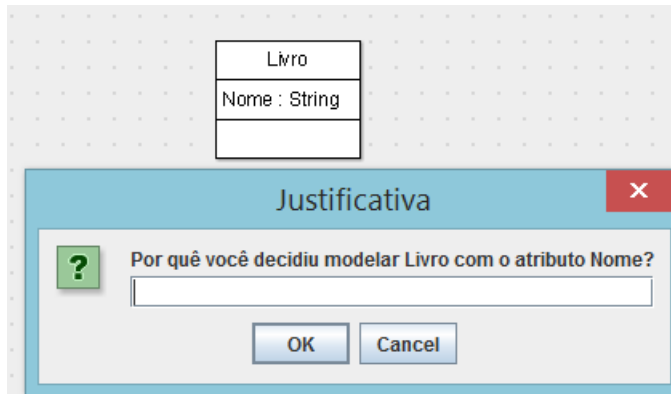 Livro
Nome : String
Justificativa
Por quê você decidiu modelar Livro com o atributo Nome?
OK Cancel